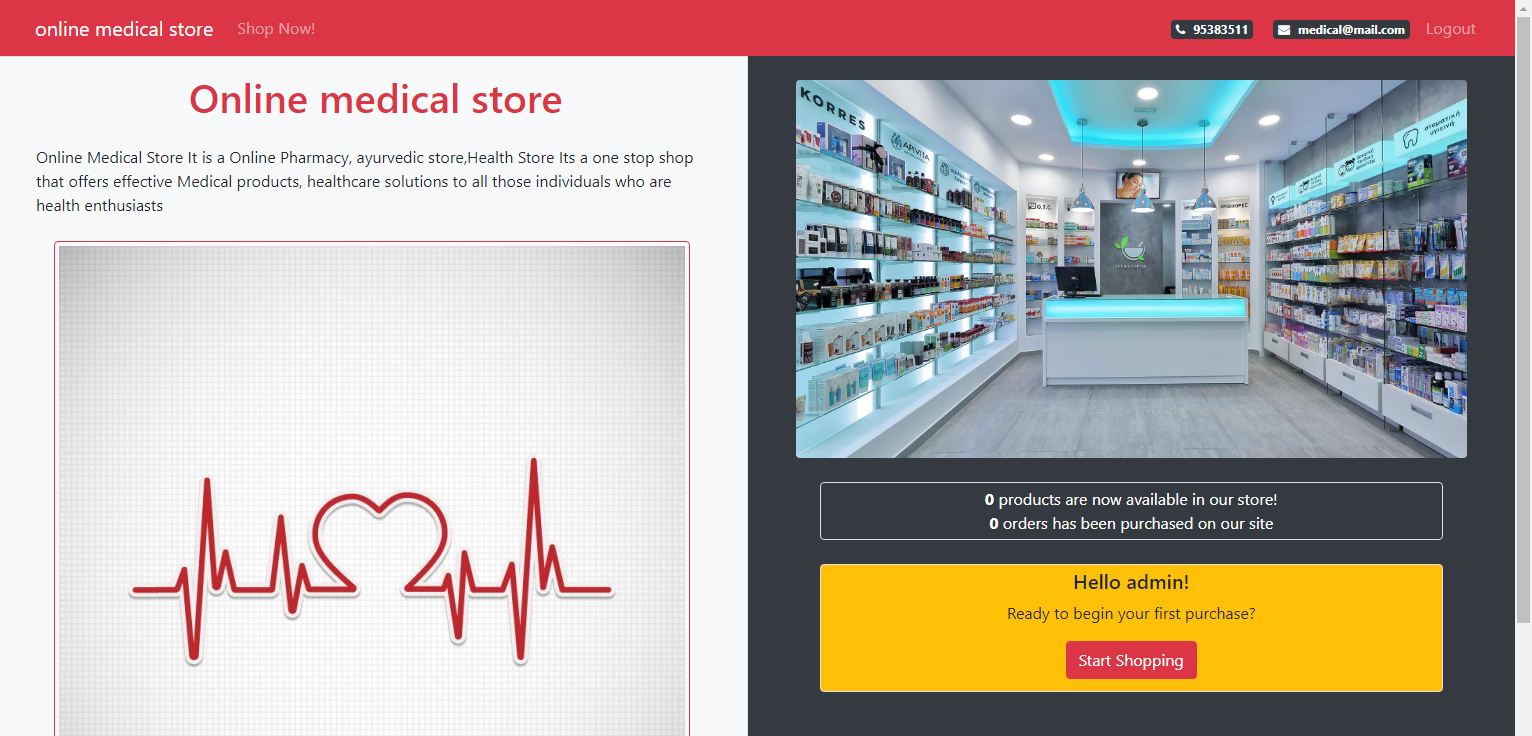 online medical store Shop Now! 95383511 medical@mail.com Logout
Online medical store
Online Medical Store It is a Online Pharmacy, ayurvedic store,Health Store Its a one stop shop
that offers effective Medical products, healthcare solutions to all those individuals who are
health enthusiasts
KORRES
APIVITA
O.T.C.
στοματική
υγιεινή
0 products are now available in our store!
0 orders has been purchased on our site
Hello admin!
Ready to begin your first purchase?
Start Shopping